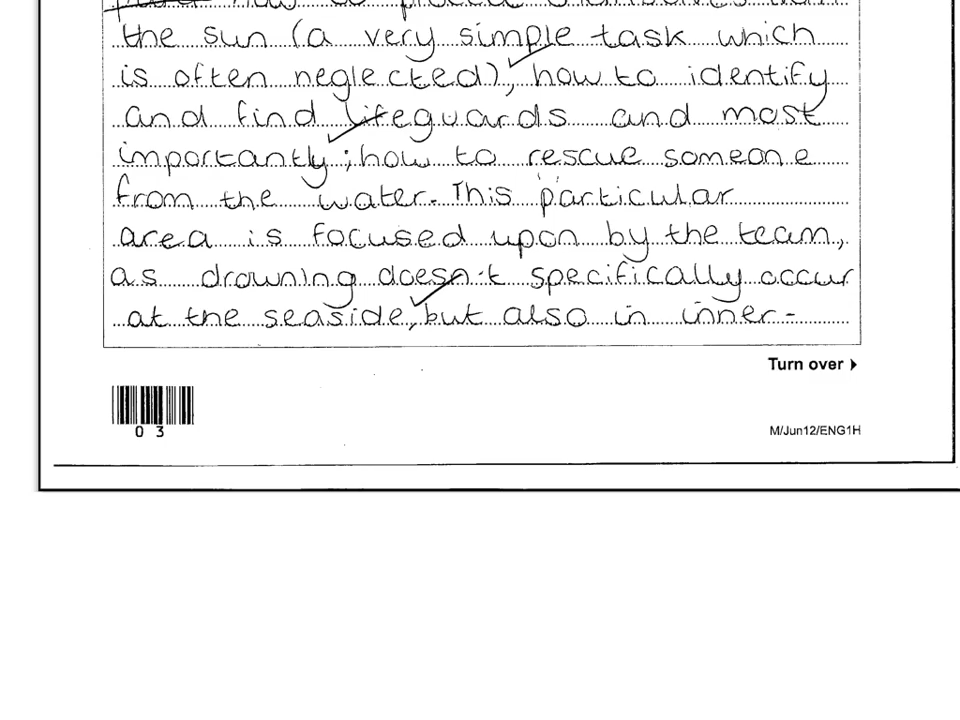 the sun (a very simple task which
is often neglected), how to identify
and find lifeguards and most
importantly; how to rescue someone
from the water. This particular
area is focused upon by the team,
as drowning doesn't specifically occur
at the seaside, but also in inner-
Turn over
0 3
M/Jun12/ENG1H